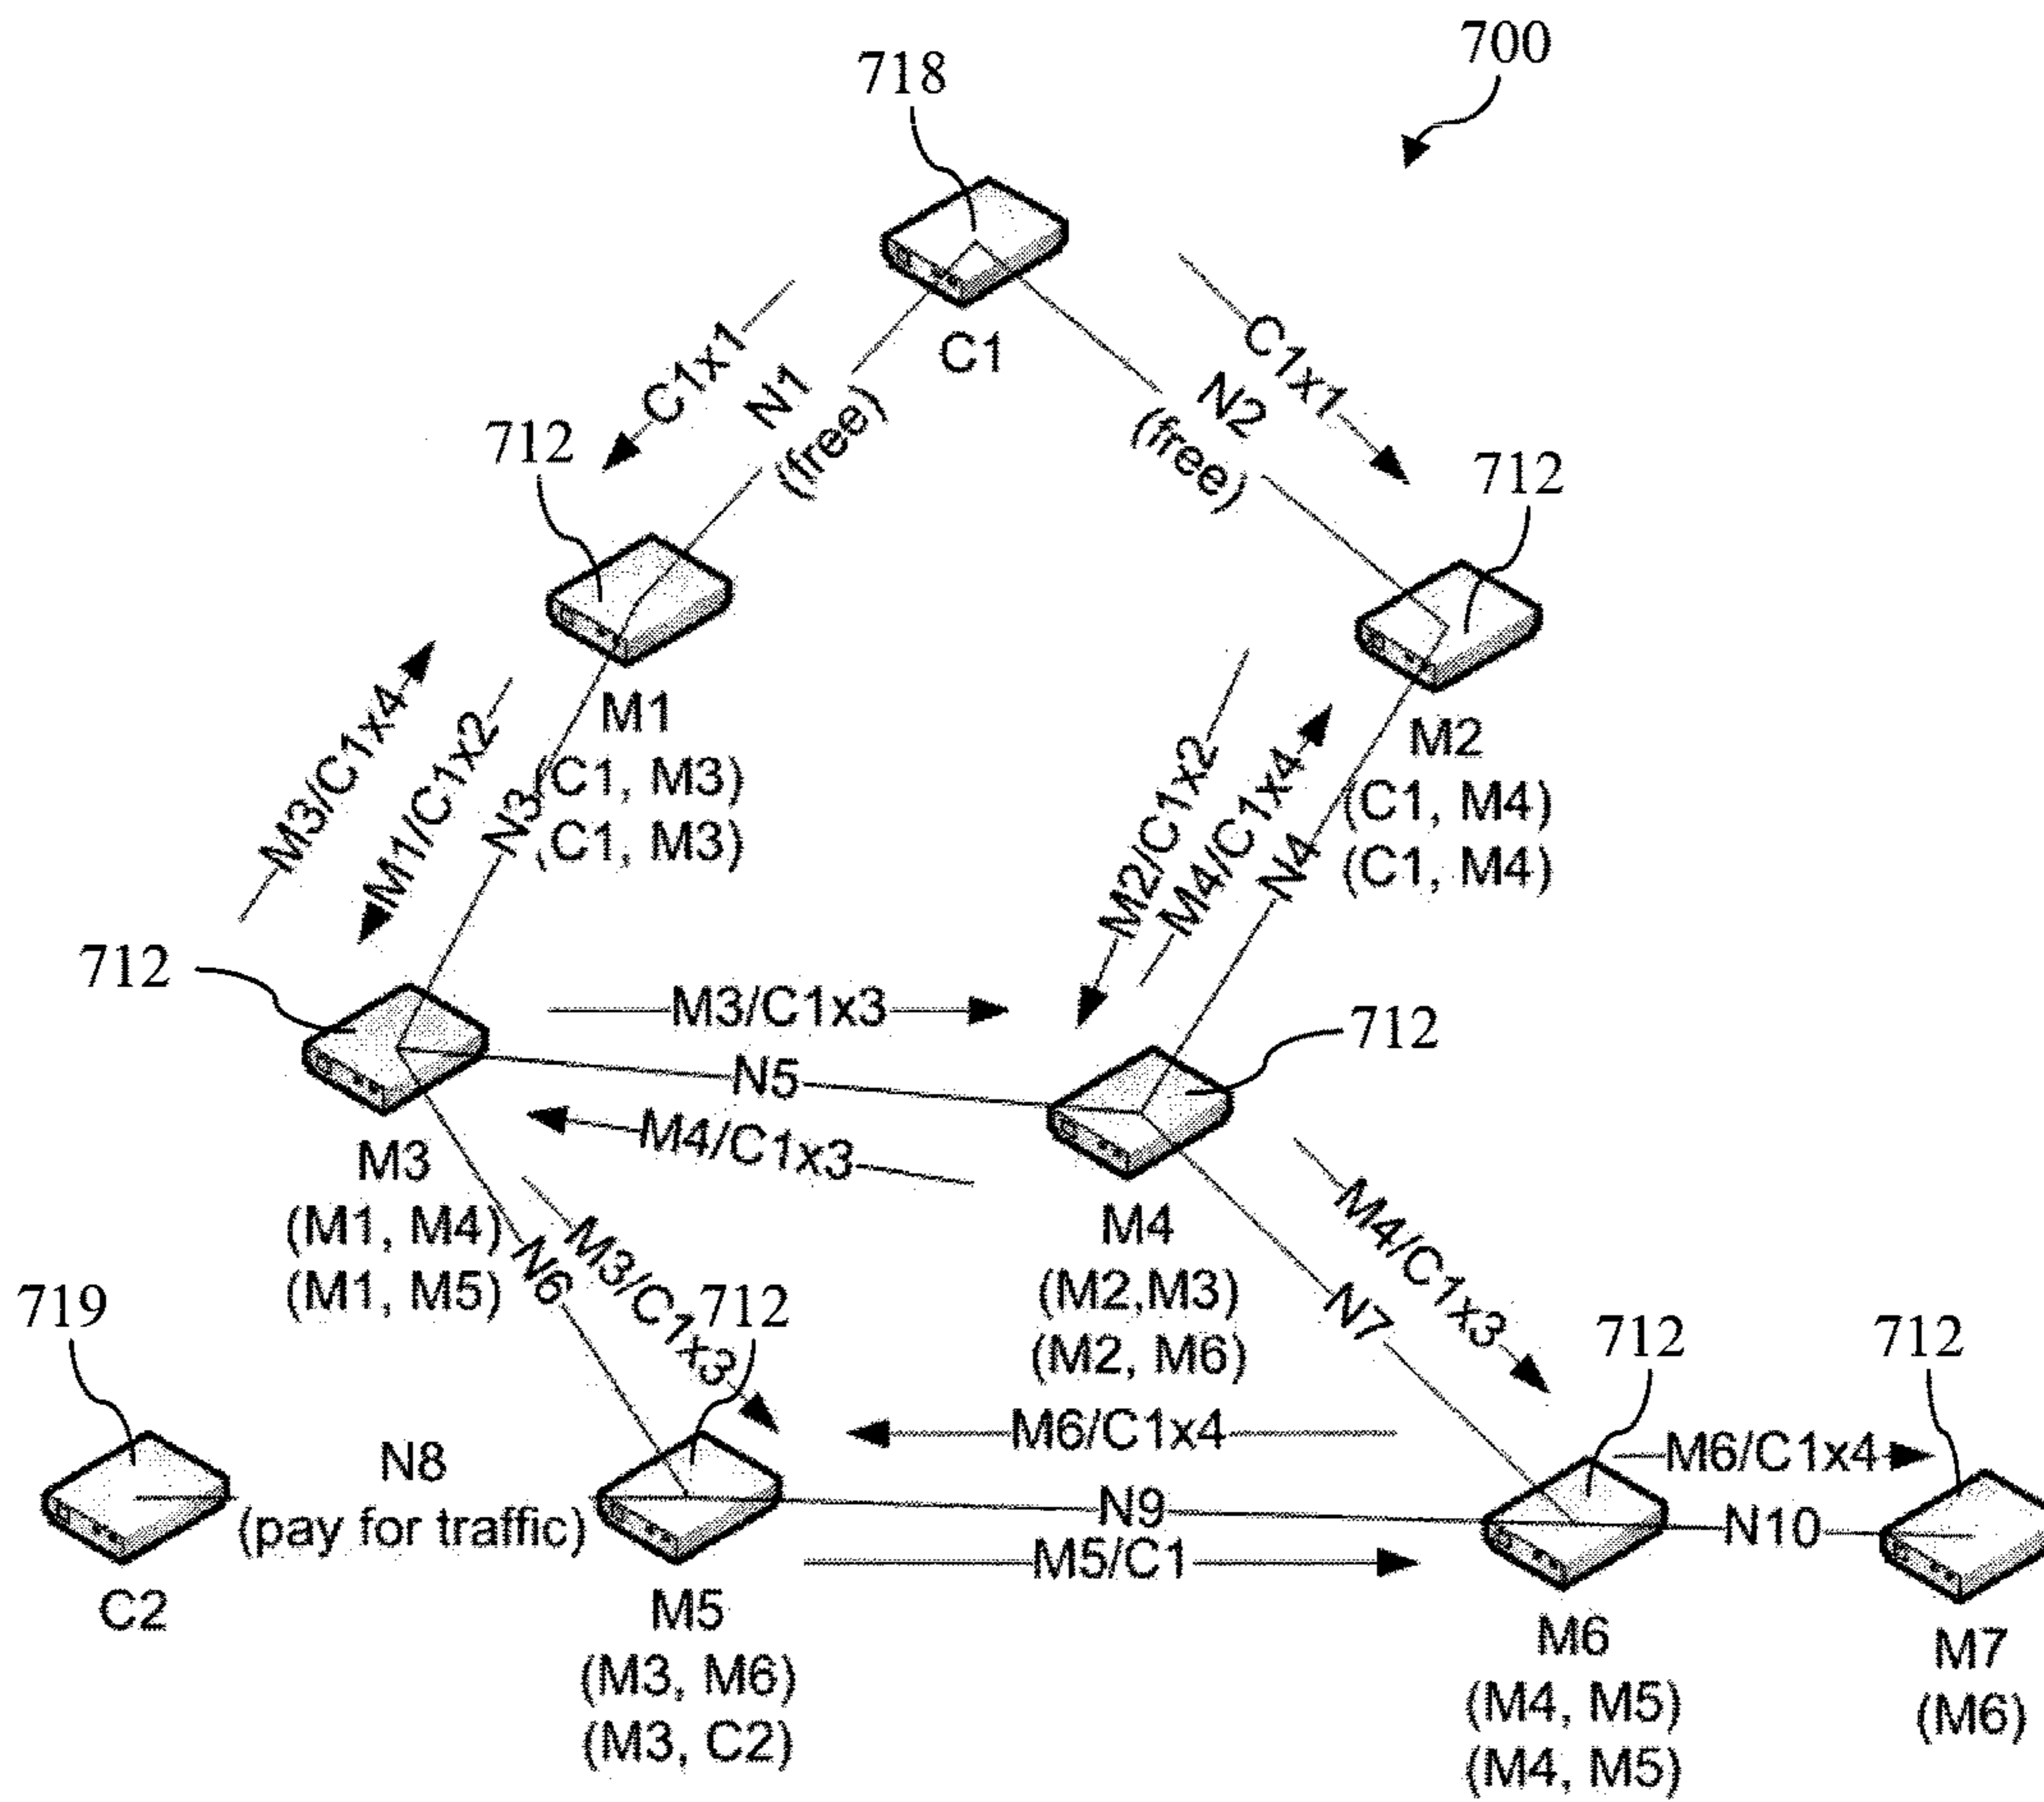 700
718
C1
C1x1
N1
(free)
C1x1
N2
(free)
712
712
M1
(C1, M3)
(C1, M3)
M2
(C1, M4)
(C1, M4)
M3/C1x4
M1/C1x2
N3
M2/C1x2
M4/C1x4
N4
712
M3/C1x3
712
N5
M4/C1x3
M3
(M1, M4)
(M1, M5)
M4
(M2,M3)
(M2, M6)
N6
M3/C1x3
N7
M4/C1x3
719
712
712
712
M6/C1x4
M6/C1x4
N8
(pay for traffic)
N9
N10
M5/C1
C2
M5
(M3, M6)
(M3, C2)
M6
(M4, M5)
(M4, M5)
M7
(M6)